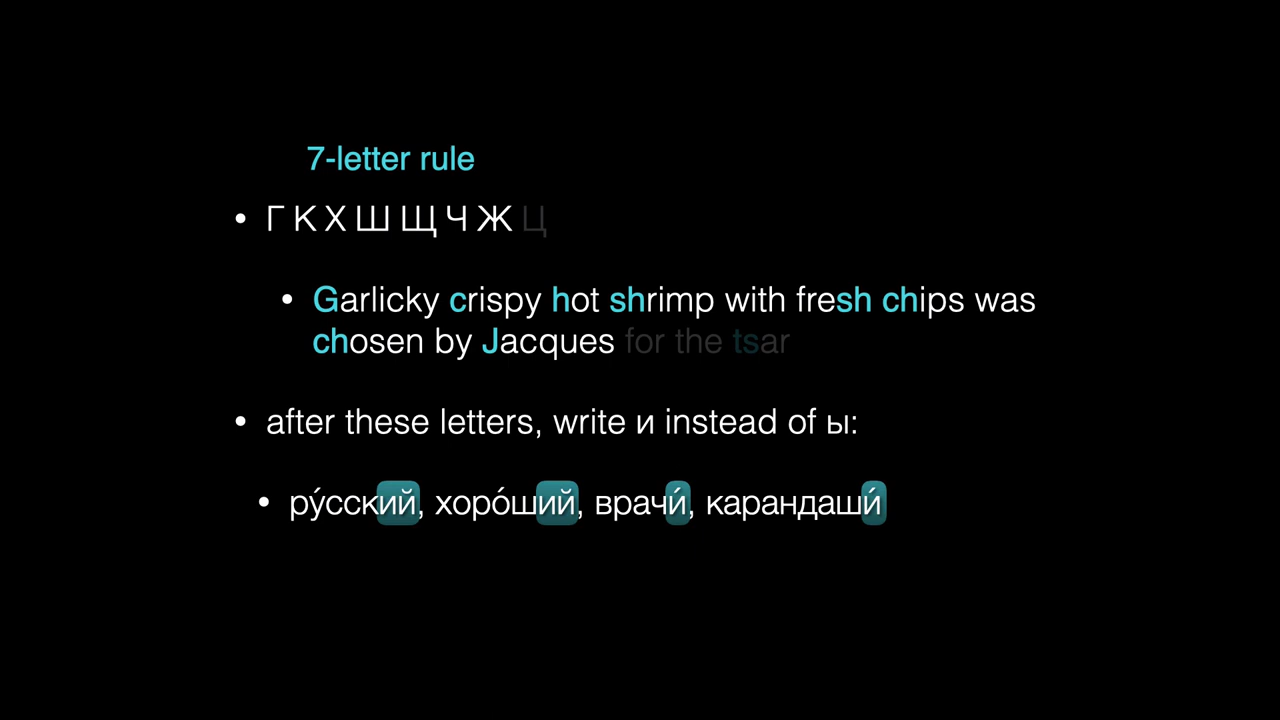 7-letter rule
• Г К Х Ш Щ Ч Ж Ц
• Garlicky crispy hot shrimp with fresh chips was
chosen by Jacques for the tsar
• after these letters, write и instead of ы:
• ру́сский, хоро́ший, врачи́, карандаши́